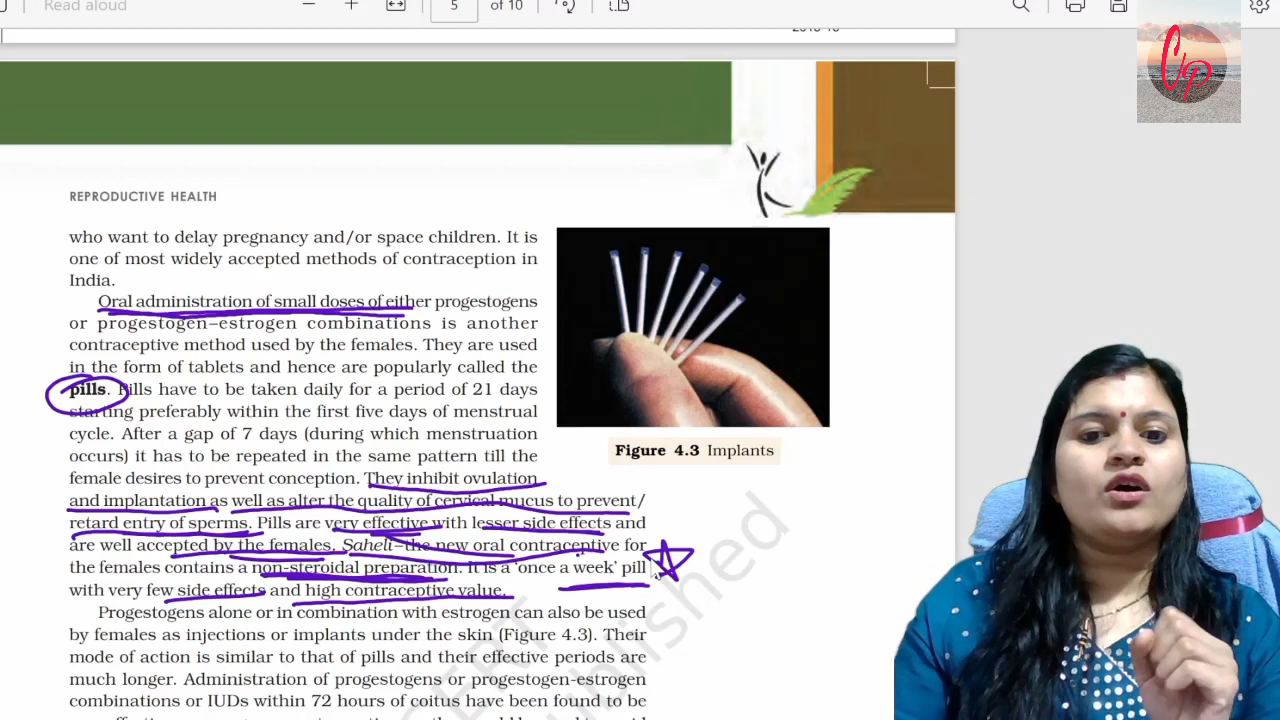 Read aloud
5 of 10
Cp
REPRODUCTIVE HEALTH
who want to delay pregnancy and/or space children. It is
one of most widely accepted methods of contraception in
India.
Oral administration of small doses of either progestogens
or progestogen–estrogen combinations is another
contraceptive method used by the females. They are used
in the form of tablets and hence are popularly called the
pills. Pills have to be taken daily for a period of 21 days
starting preferably within the first five days of menstrual
cycle. After a gap of 7 days (during which menstruation
occurs) it has to be repeated in the same pattern till the
female desires to prevent conception. They inhibit ovulation
and implantation as well as alter the quality of cervical mucus to prevent/
retard entry of sperms. Pills are very effective with lesser side effects and
are well accepted by the females. Saheli–the new oral contraceptive for
the females contains a non-steroidal preparation. It is a 'once a week' pill
with very few side effects and high contraceptive value.
Figure 4.3 Implants
Progestogens alone or in combination with estrogen can also be used
by females as injections or implants under the skin (Figure 4.3). Their
mode of action is similar to that of pills and their effective periods are
much longer. Administration of progestogens or progestogen-estrogen
combinations or IUDs within 72 hours of coitus have been found to be